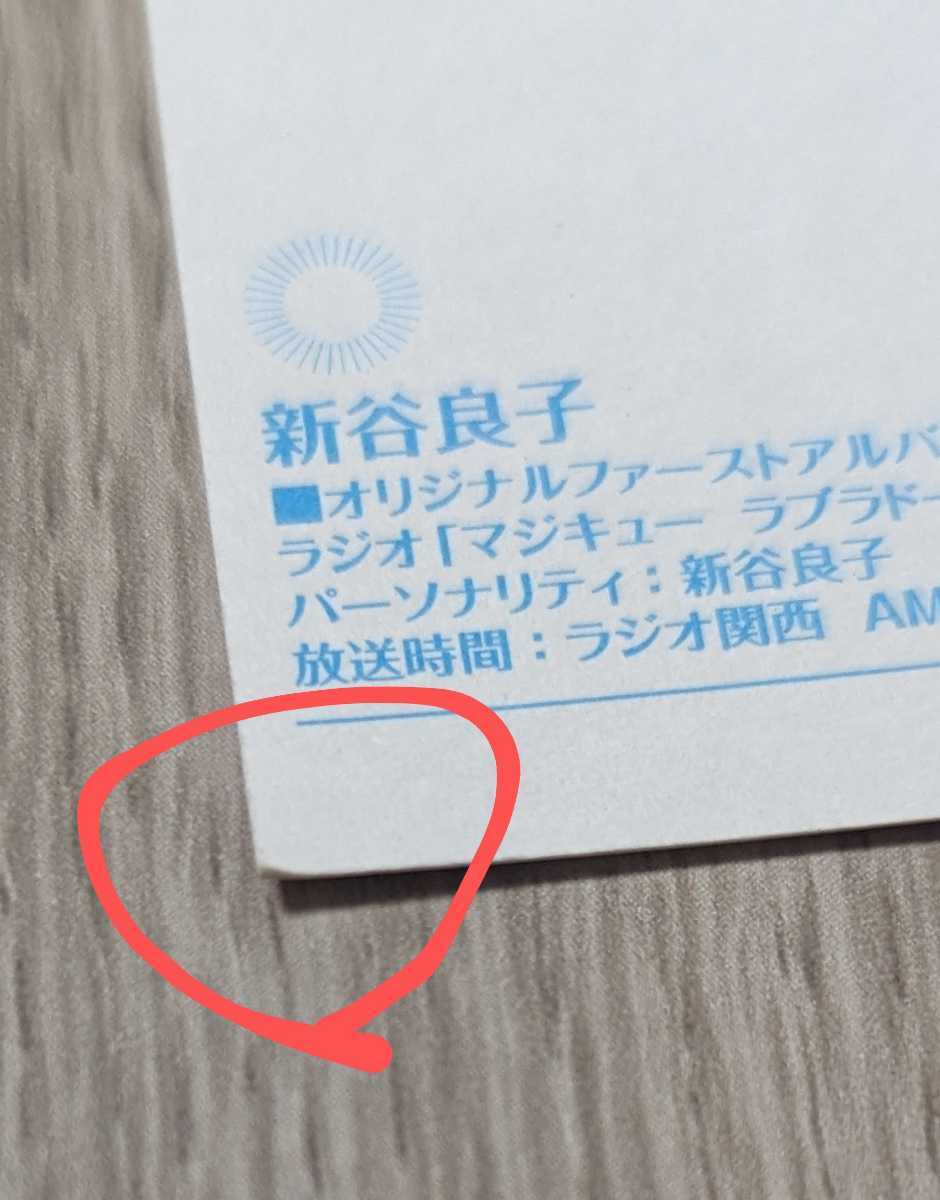 新谷良子
■オリジナルファーストアルバ
ラジオ「マジキュー ラブラドー
パーソナリティ：新谷良子
放送時間：ラジオ関西 AM